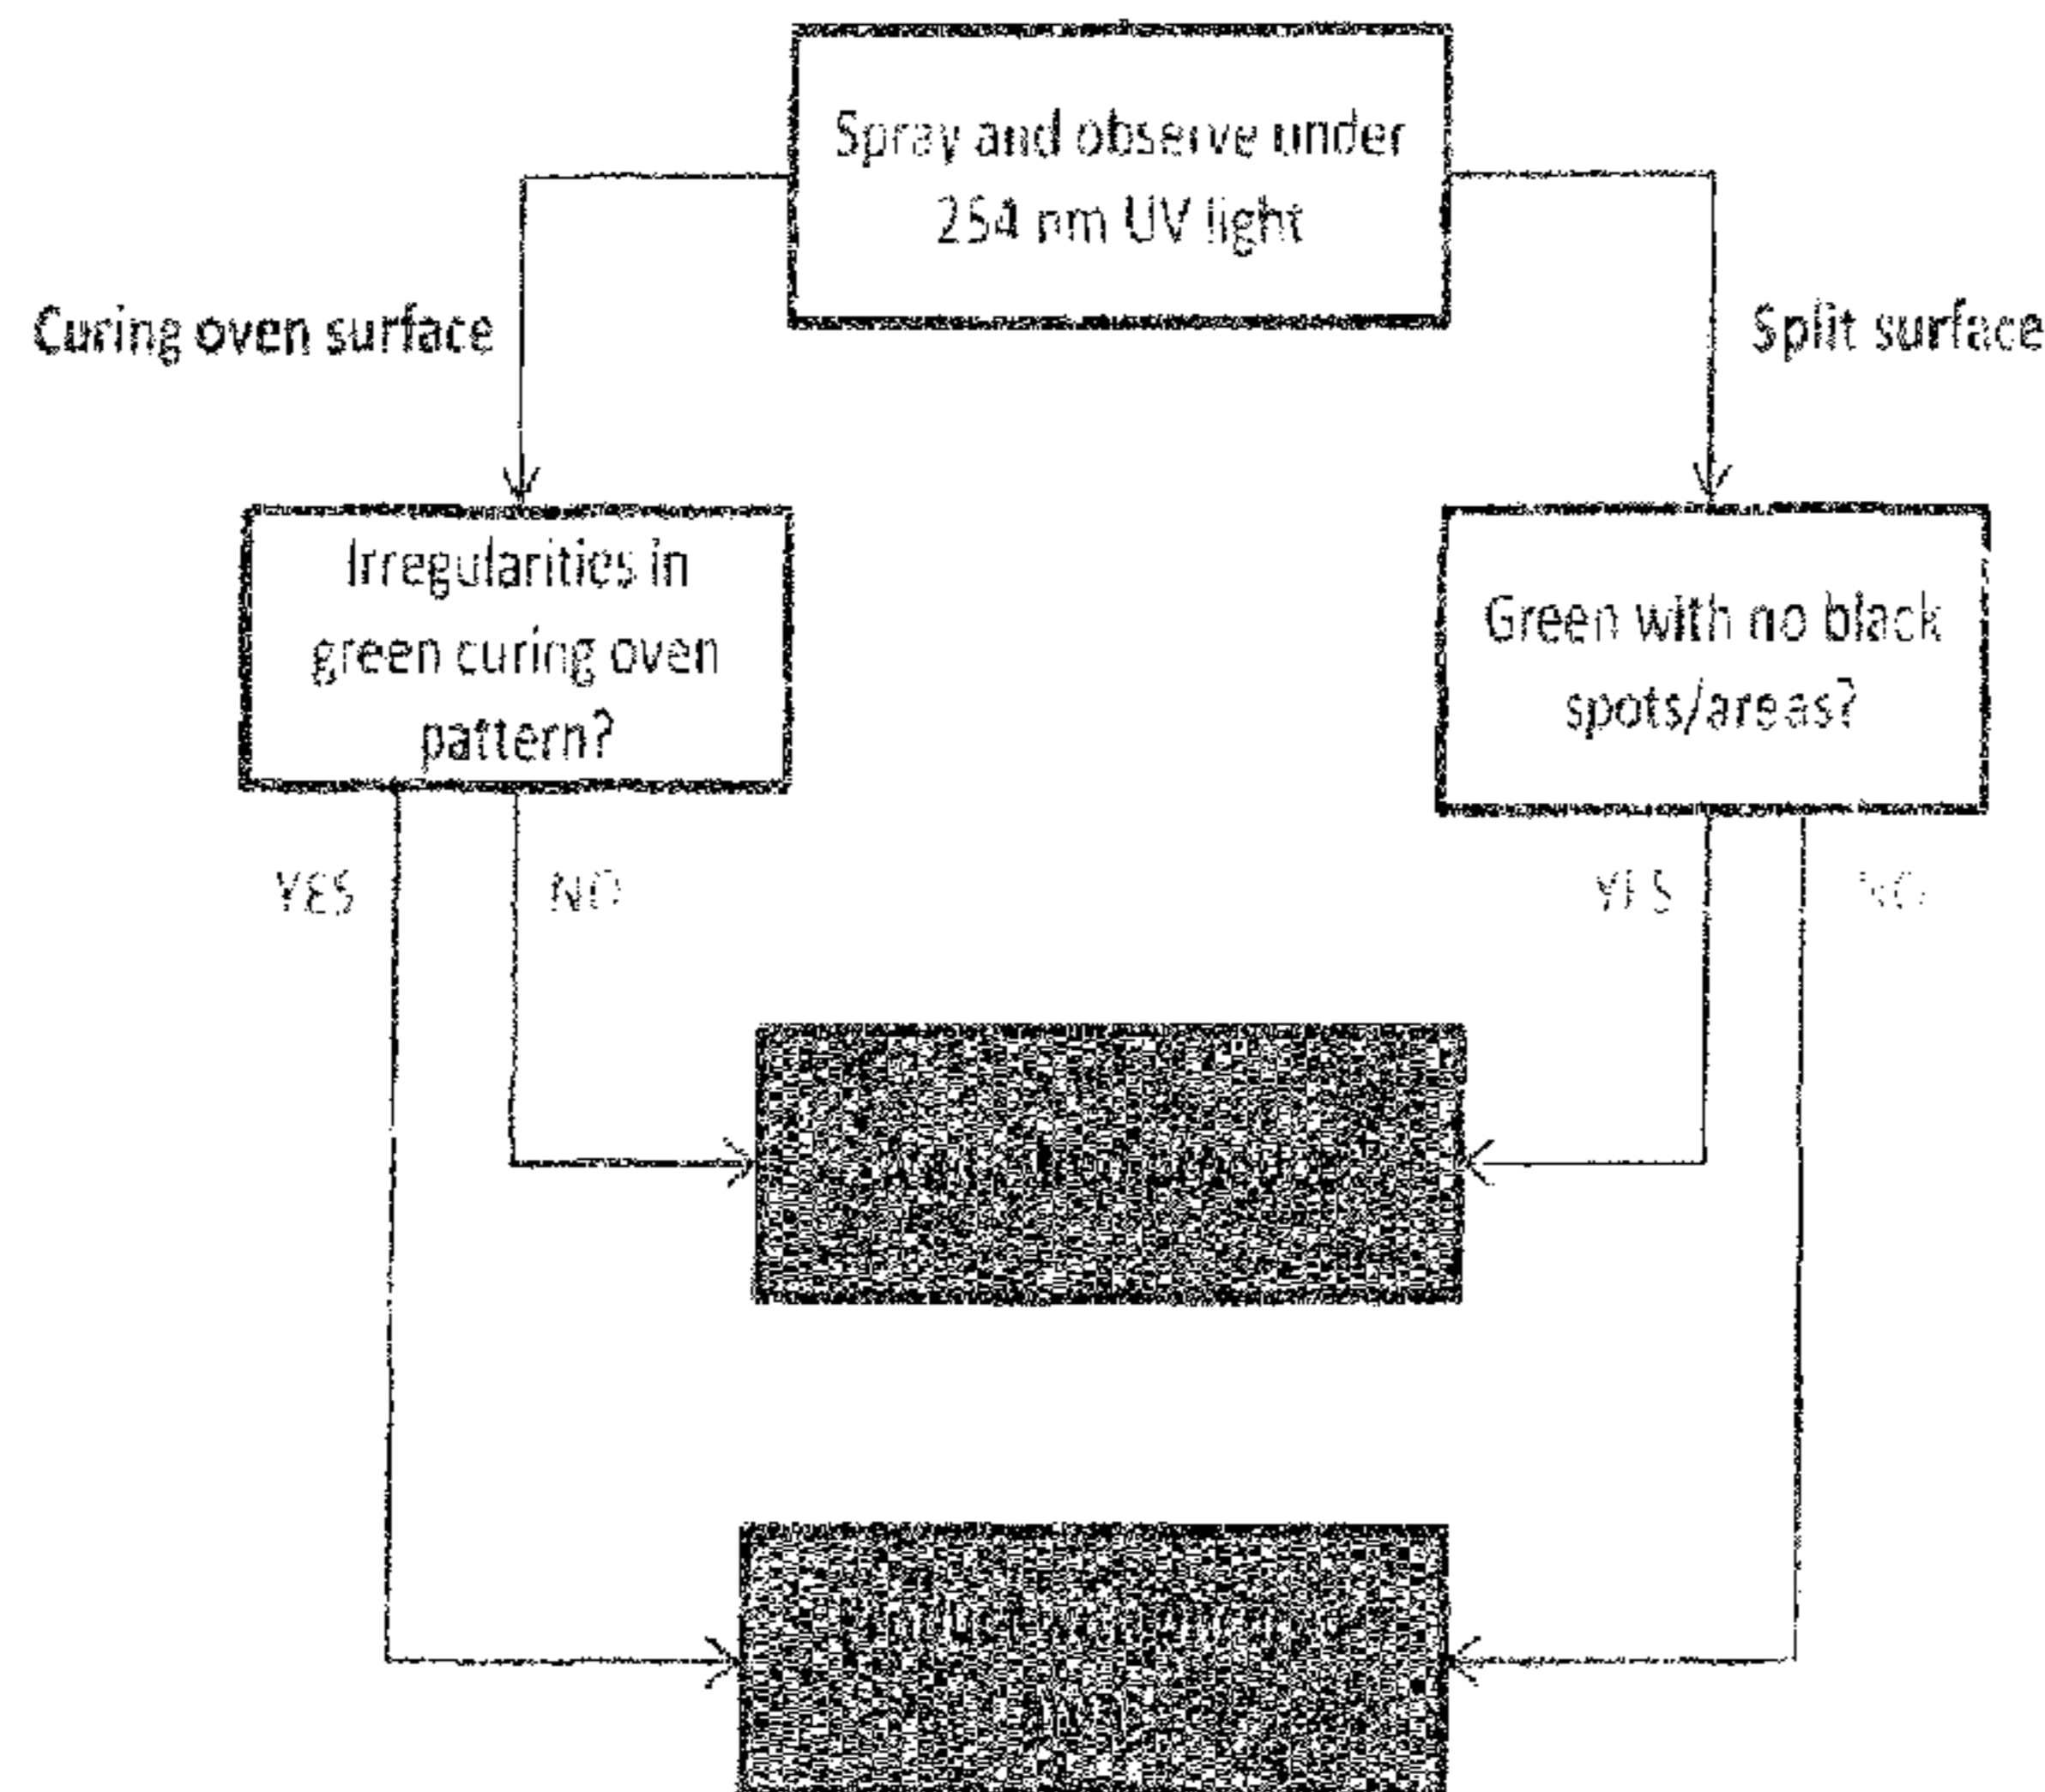 Spray and observe under
254 nm UV light
Curing oven surface
Split surface
Irregularities in
green curing oven
pattern?
Green with no black
spots/areas?
YES
NO
YES
NO